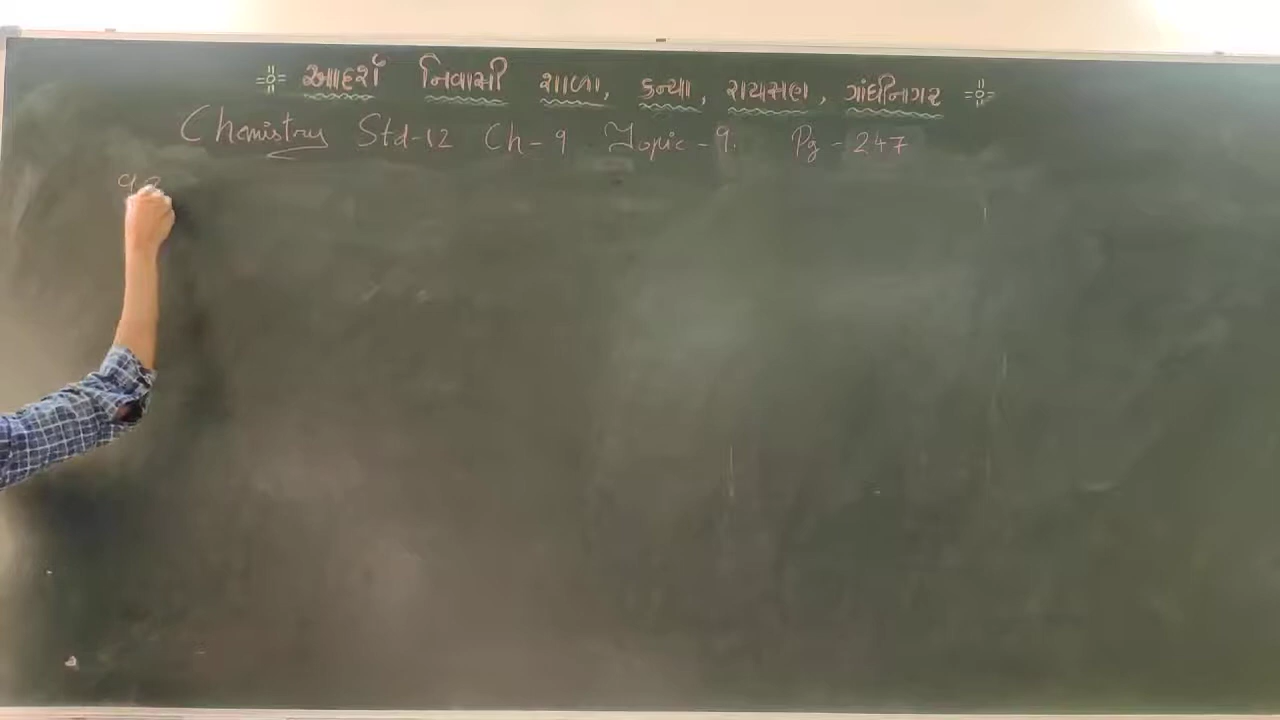 આદર્શ નિવાસી શાળા, કન્યા, રાયસણ, ગાંધીનગર
Chemistry Std-12 Ch-9 Topic-9. Pg-247